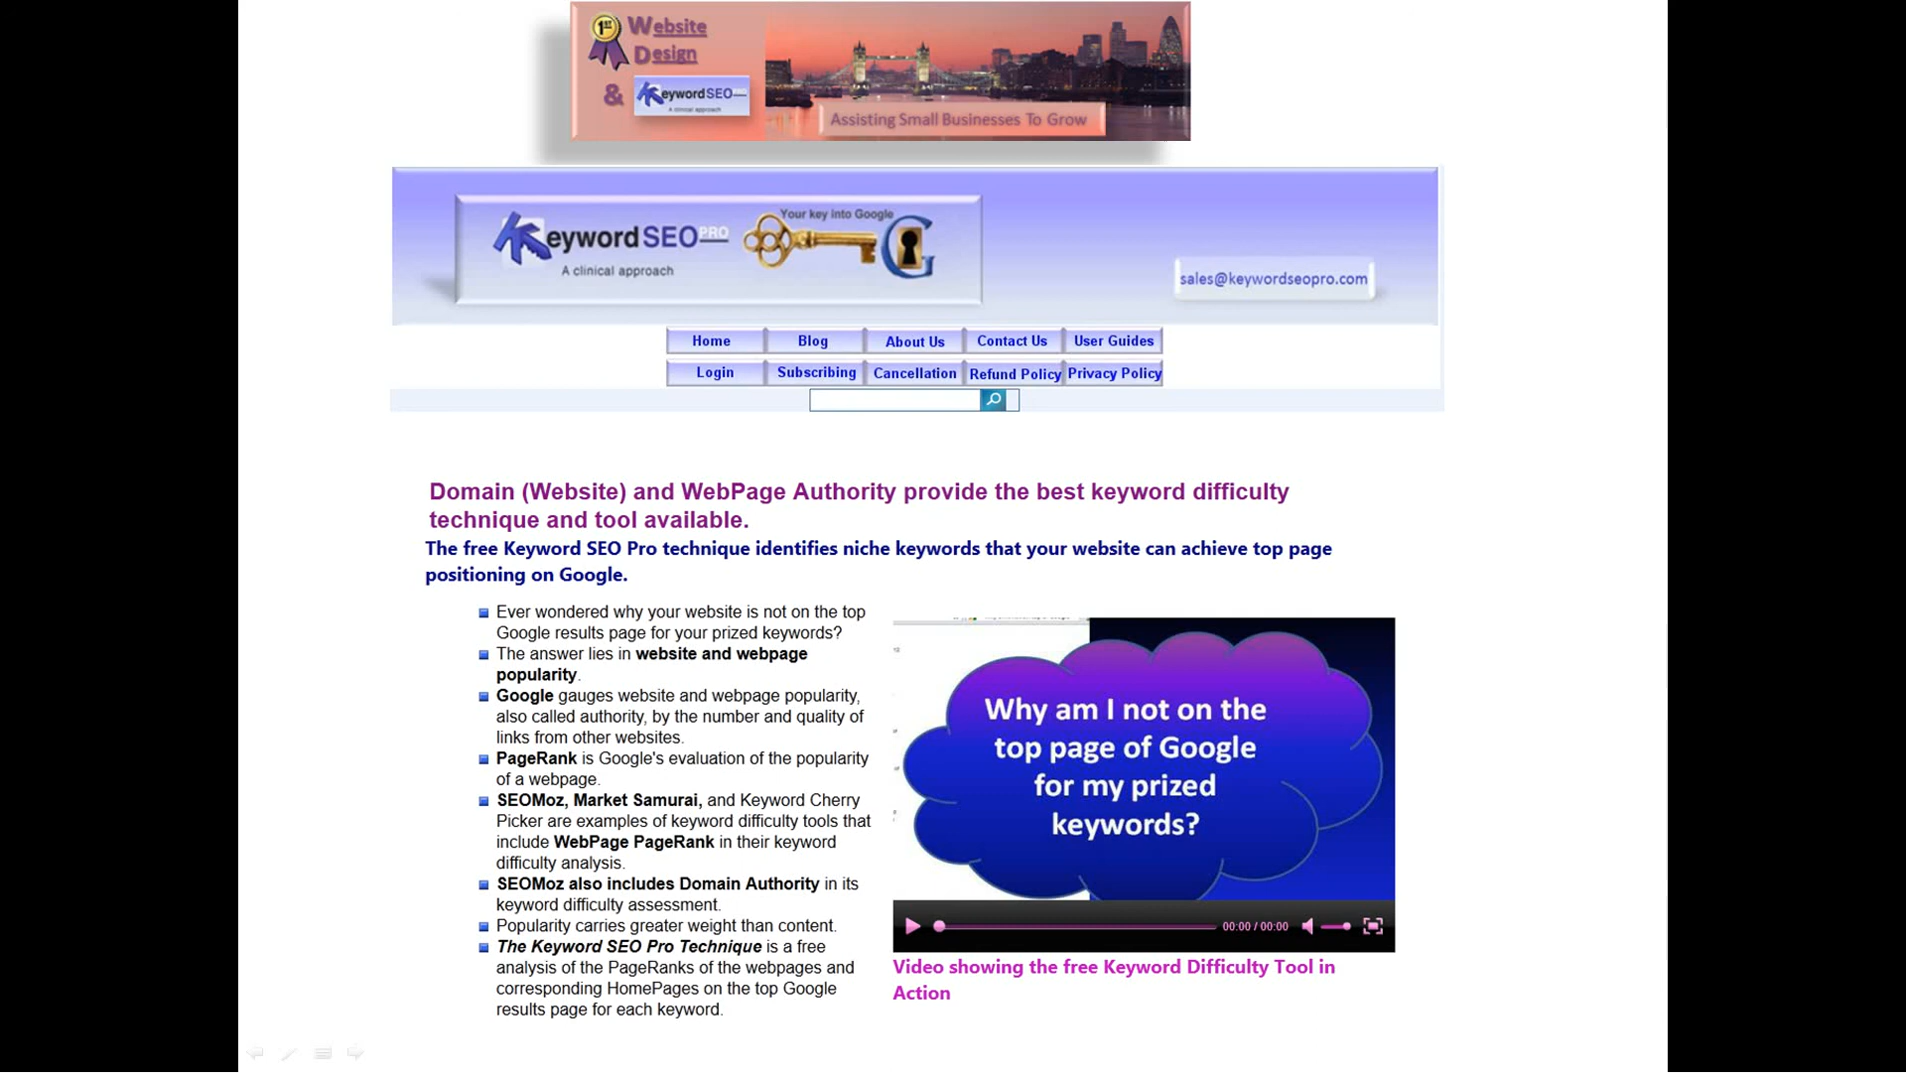 1ST
Website
Design
&
KeywordSEO
A clinical approach
Assisting Small Businesses To Grow
Your key into Google
Keyword SEO PRO
A clinical approach
G
sales@keywordseopro.com
Home Blog About Us Contact Us User Guides
Login Subscribing Cancellation Refund Policy Privacy Policy
Domain (Website) and WebPage Authority provide the best keyword difficulty
technique and tool available.
The free Keyword SEO Pro technique identifies niche keywords that your website can achieve top page
positioning on Google.
Ever wondered why your website is not on the top
Google results page for your prized keywords?
The answer lies in website and webpage
popularity.
Google gauges website and webpage popularity,
also called authority, by the number and quality of
links from other websites.
PageRank is Google's evaluation of the popularity
of a webpage.
SEOMoz, Market Samurai, and Keyword Cherry
Picker are examples of keyword difficulty tools that
include WebPage PageRank in their keyword
difficulty analysis.
SEOMoz also includes Domain Authority in its
keyword difficulty assessment.
Popularity carries greater weight than content.
The Keyword SEO Pro Technique is a free
analysis of the PageRanks of the webpages and
corresponding HomePages on the top Google
results page for each keyword.
Why am I not on the
top page of Google
for my prized
keywords?
00:00 / 00:00
Video showing the free Keyword Difficulty Tool in
Action